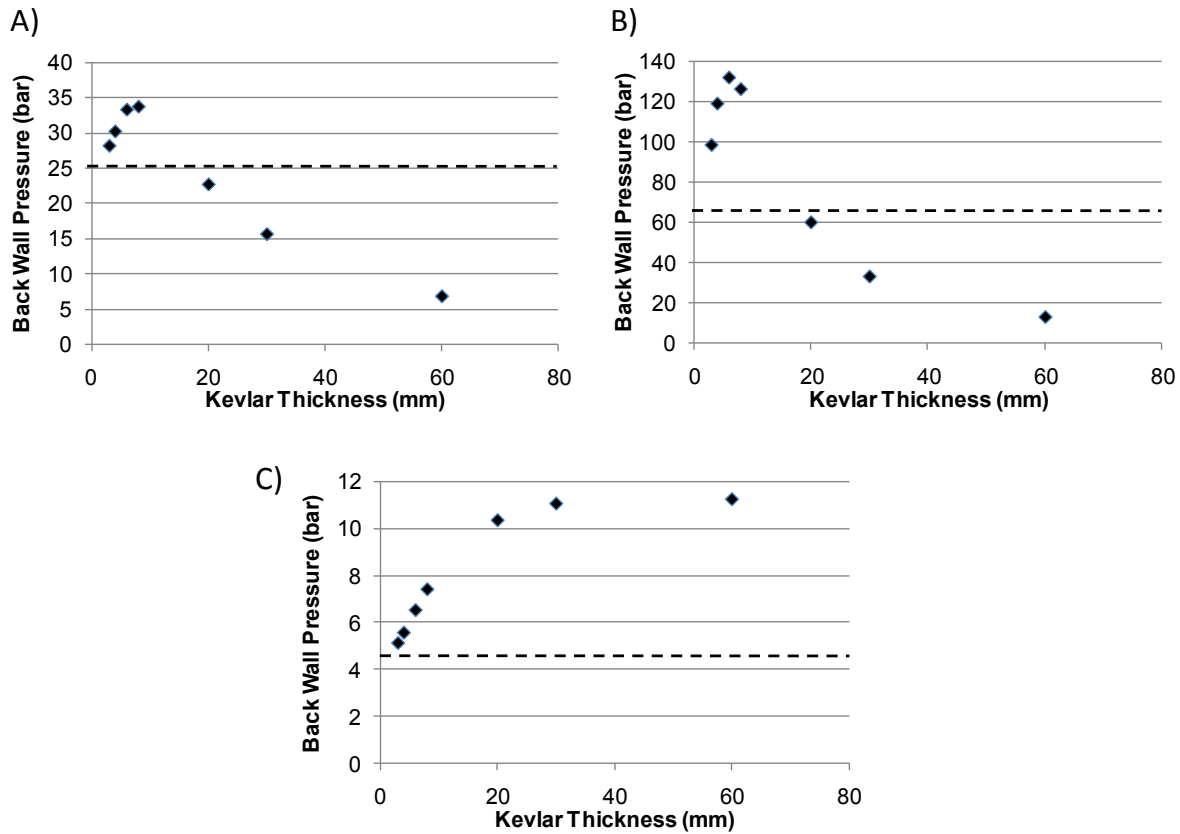 A)
Back Wall Pressure (bar)
40
35
30
25
20
15
10
5
0
0 20 40 60 80
Kevlar Thickness (mm)
B)
Back Wall Pressure (bar)
140
120
100
80
60
40
20
0
0 20 40 60 80
Kevlar Thickness (mm)
C)
Back Wall Pressure (bar)
12
10
8
6
4
2
0
0 20 40 60 80
Kevlar Thickness (mm)